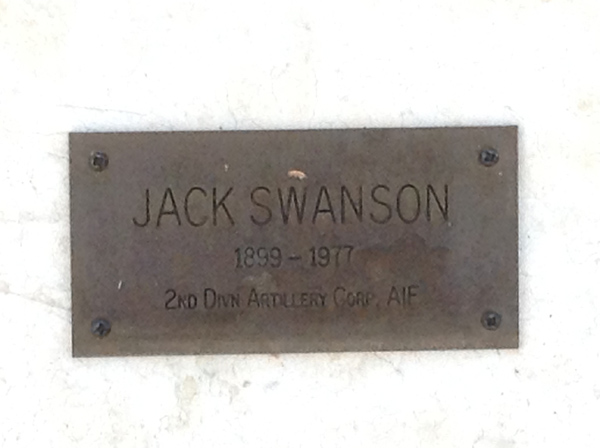 JACK SWANSON
1899 - 1977
2ND DIVN ARTILLERY CORP, AIF